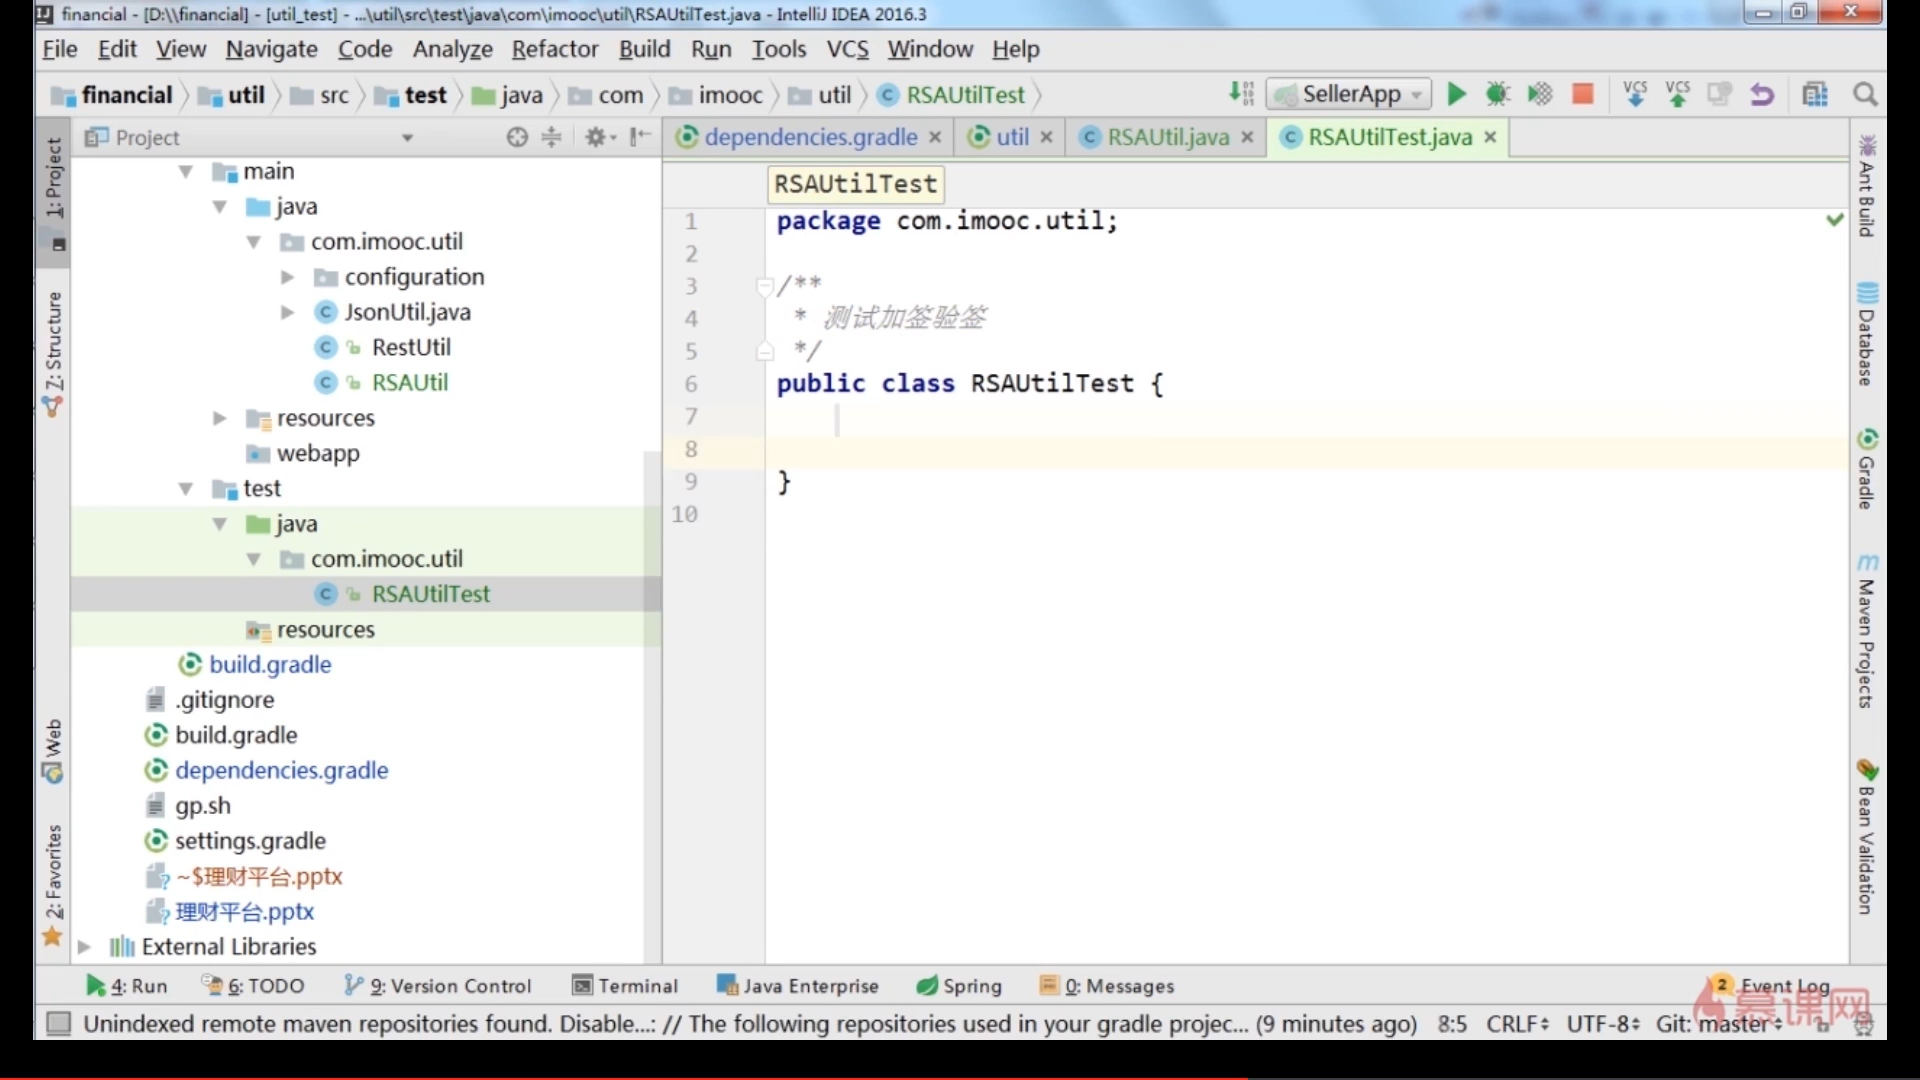 financial - [D:\\financial] - [util_test] - ...\util\src\test\java\com\imooc\util\RSAUtilTest.java - IntelliJ IDEA 2016.3
File Edit View Navigate Code Analyze Refactor Build Run Tools VCS Window Help
financial util src test java com imooc util RSAUtilTest SellerApp VCS VCS
1: Project
Z: Structure
Web
2: Favorites
Project
main
java
com.imooc.util
configuration
JsonUtil.java
RestUtil
RSAUtil
resources
webapp
test
java
com.imooc.util
RSAUtilTest
resources
build.gradle
.gitignore
build.gradle
dependencies.gradle
gp.sh
settings.gradle
~$理财平台.pptx
理财平台.pptx
External Libraries
dependencies.gradle util RSAUtil.java RSAUtilTest.java
RSAUtilTest
1 package com.imooc.util;
2
3 /**
4 * 测试加签验签
5 */
6 public class RSAUtilTest {
7
8
9 }
10
Ant Build
Database
Gradle
Maven Projects
Bean Validation
4: Run 6: TODO 9: Version Control Terminal Java Enterprise Spring 0: Messages 2 Event Log
慕课网
Unindexed remote maven repositories found. Disable...: // The following repositories used in your gradle projec... (9 minutes ago) 8:5 CRLF UTF-8 Git: master